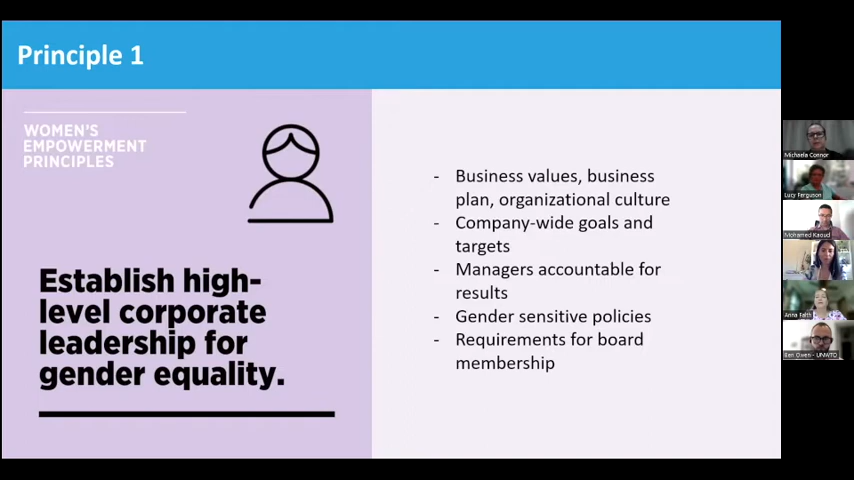 Principle 1
WOMEN'S
EMPOWERMENT
PRINCIPLES
Establish high-
level corporate
leadership for
gender equality.
- Business values, business
plan, organizational culture
- Company-wide goals and
targets
- Managers accountable for
results
- Gender sensitive policies
- Requirements for board
membership
Michaela Connor
Lucy Ferguson
Mohamed Kaoud
Anna Falth
Ben Owen - UNWTO